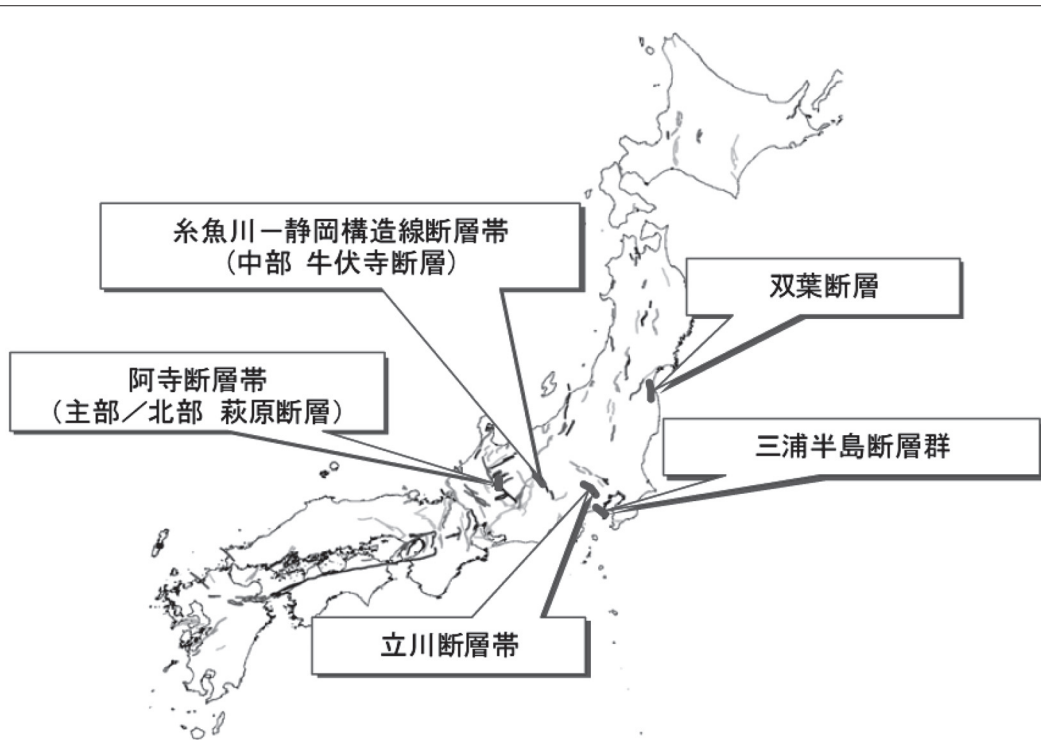 糸魚川－静岡構造線断層帯
（中部 牛伏寺断層）
双葉断層
阿寺断層帯
（主部／北部 萩原断層）
三浦半島断層群
立川断層帯